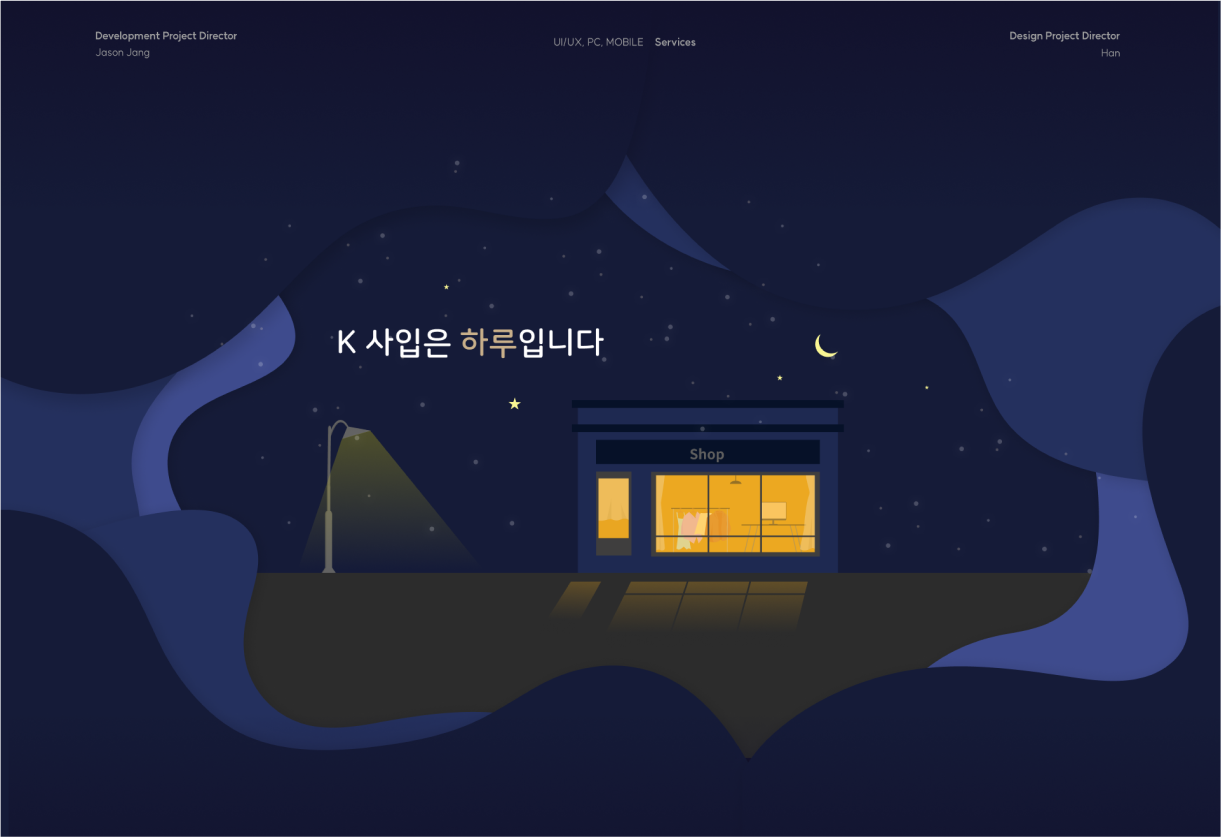 Development Project Director
Jason Jang
UI/UX, PC, MOBILE Services
Design Project Director
Han
K 사입은 하루입니다
Shop